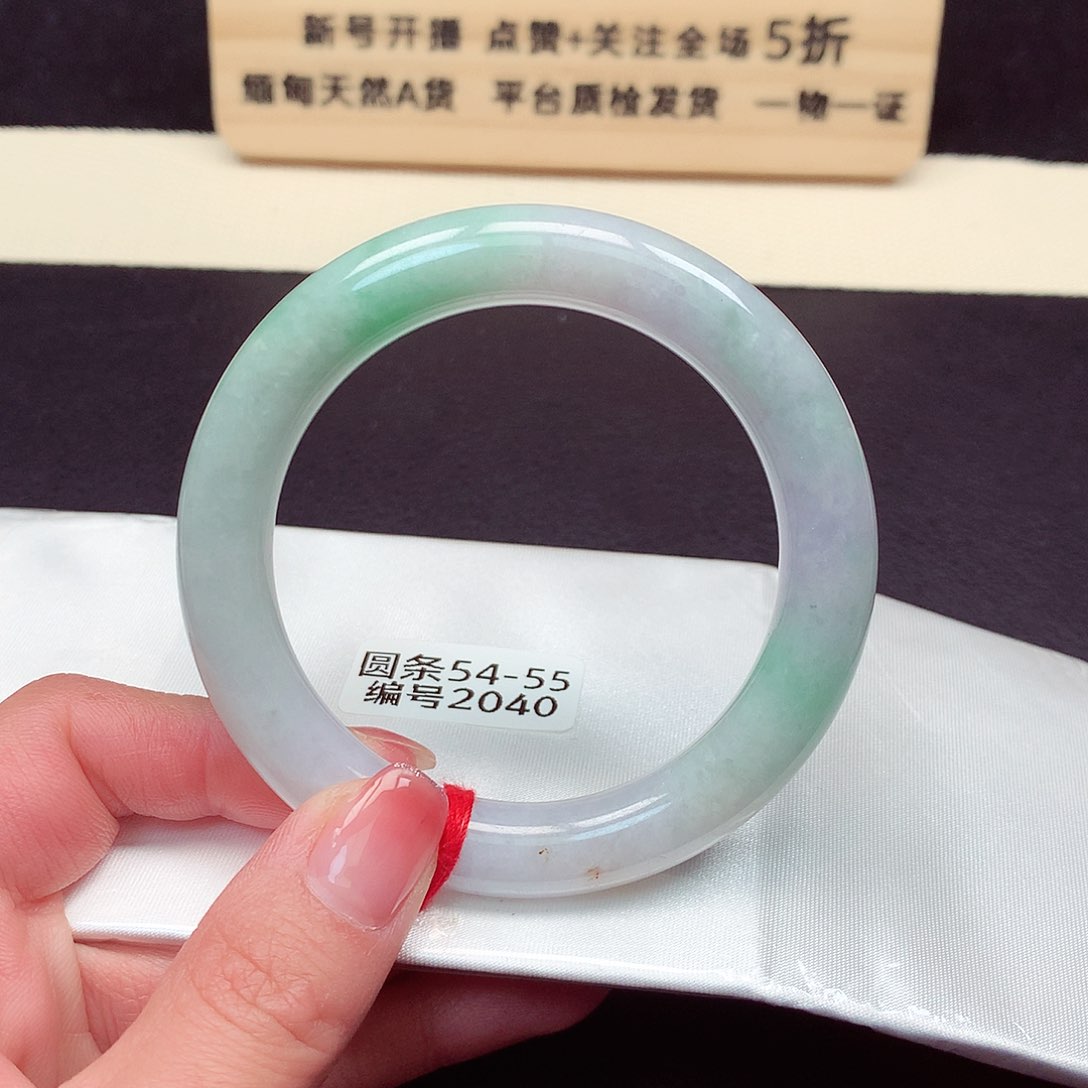 新号开播 点赞+关注全场5折
缅甸天然A货 平台质检发货 一物一证
圆条54-55
编号2040